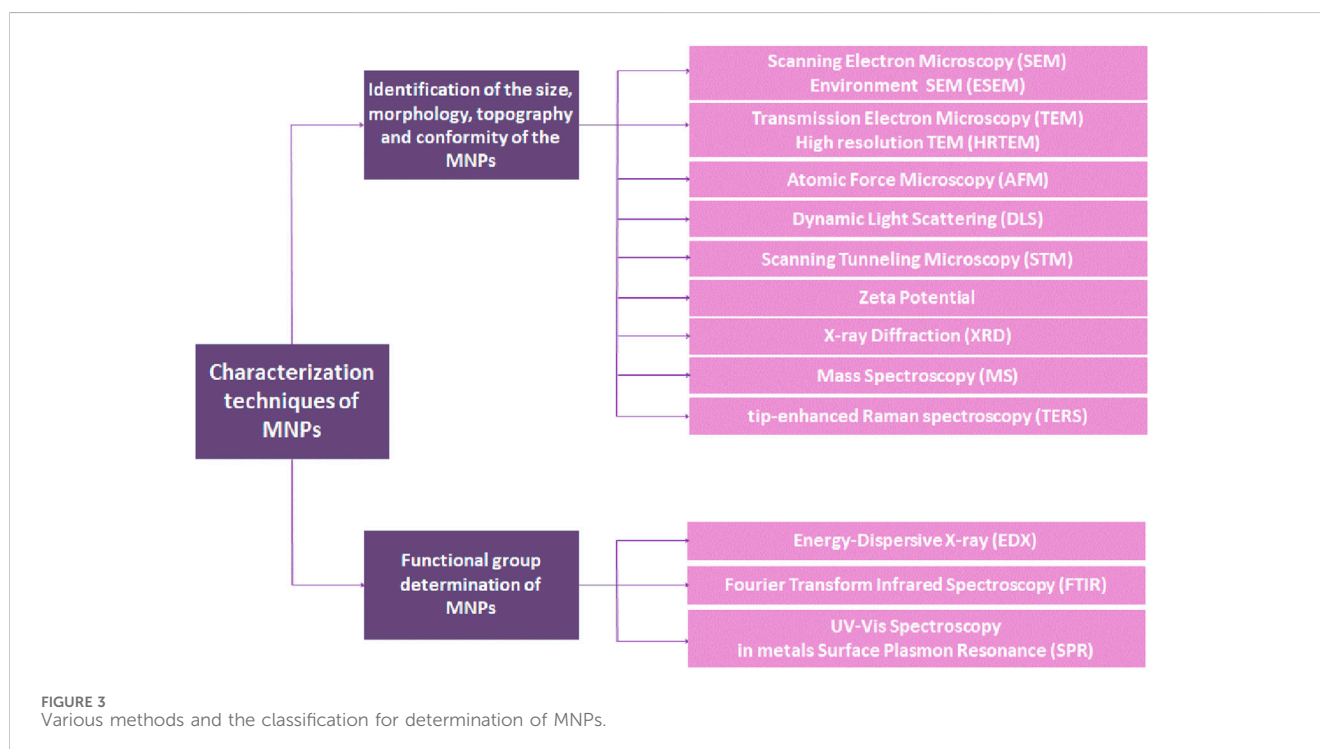 Characterization
techniques of
MNPs
Identification of the size,
morphology, topography
and conformity of the
MNPs
Scanning Electron Microscopy (SEM)
Environment SEM (ESEM)
Transmission Electron Microscopy (TEM)
High resolution TEM (HRTEM)
Atomic Force Microscopy (AFM)
Dynamic Light Scattering (DLS)
Scanning Tunneling Microscopy (STM)
Zeta Potential
X-ray Diffraction (XRD)
Mass Spectroscopy (MS)
tip-enhanced Raman spectroscopy (TERS)
Functional group
determination of
MNPs
Energy-Dispersive X-ray (EDX)
Fourier Transform Infrared Spectroscopy (FTIR)
UV-Vis Spectroscopy
in metals Surface Plasmon Resonance (SPR)
FIGURE 3
Various methods and the classification for determination of MNPs.